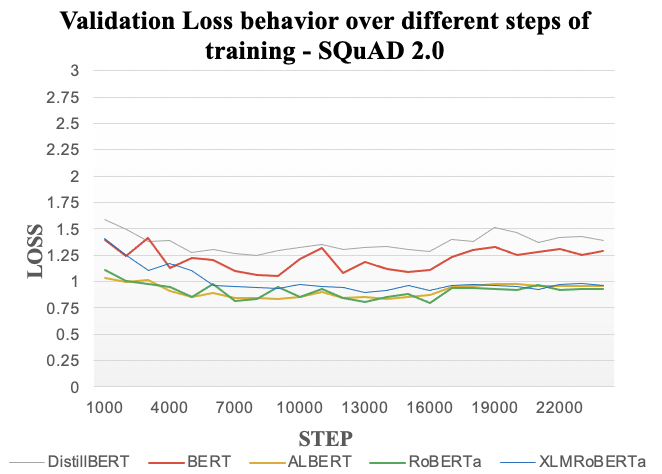 Validation Loss behavior over different steps of
training - SQuAD 2.0
3
2.75
2.5
2.25
2
1.75
1.5
1.25
1
0.75
0.5
0.25
0
LOSS
1000 4000 7000 10000 13000 16000 19000 22000
STEP
DistillBERT BERT ALBERT RoBERTa XLMRoBERTa